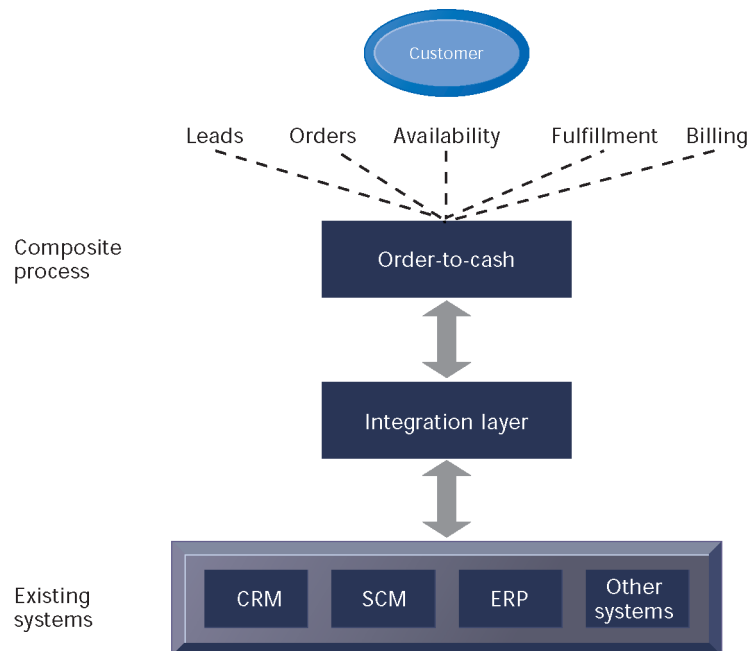 Customer
Leads Orders Availability Fulfillment Billing
Composite
process
Order-to-cash
Integration layer
Existing
systems
CRM SCM ERP Other
systems